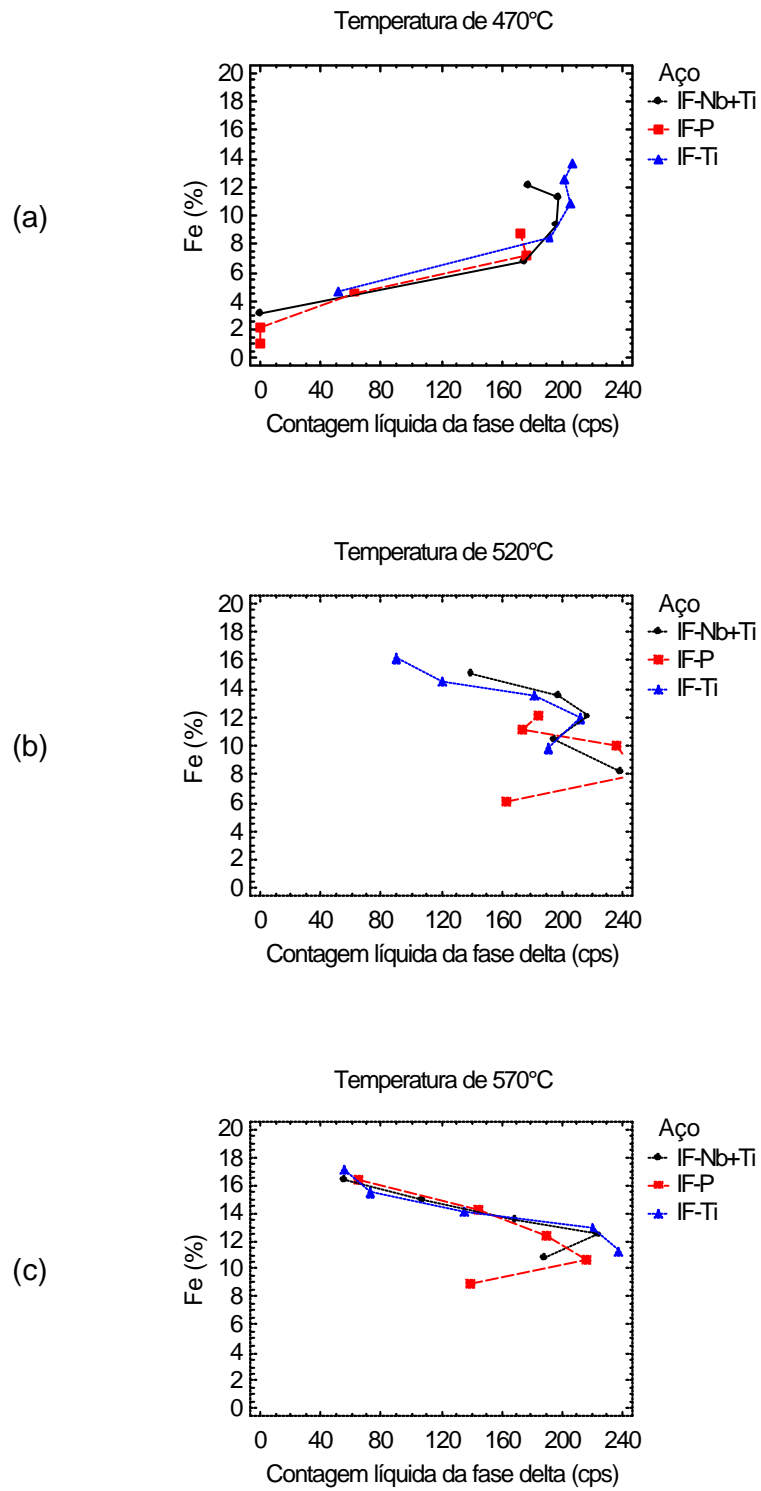 Temperatura de 470°C
Aço
IF-Nb+Ti
IF-P
IF-Ti
(a)
Fe (%)
20
18
16
14
12
10
8
6
4
2
0
0 40 80 120 160 200 240
Contagem líquida da fase delta (cps)
Temperatura de 520°C
Aço
IF-Nb+Ti
IF-P
IF-Ti
(b)
Fe (%)
20
18
16
14
12
10
8
6
4
2
0
0 40 80 120 160 200 240
Contagem líquida da fase delta (cps)
Temperatura de 570°C
Aço
IF-Nb+Ti
IF-P
IF-Ti
(c)
Fe (%)
20
18
16
14
12
10
8
6
4
2
0
0 40 80 120 160 200 240
Contagem líquida da fase delta (cps)